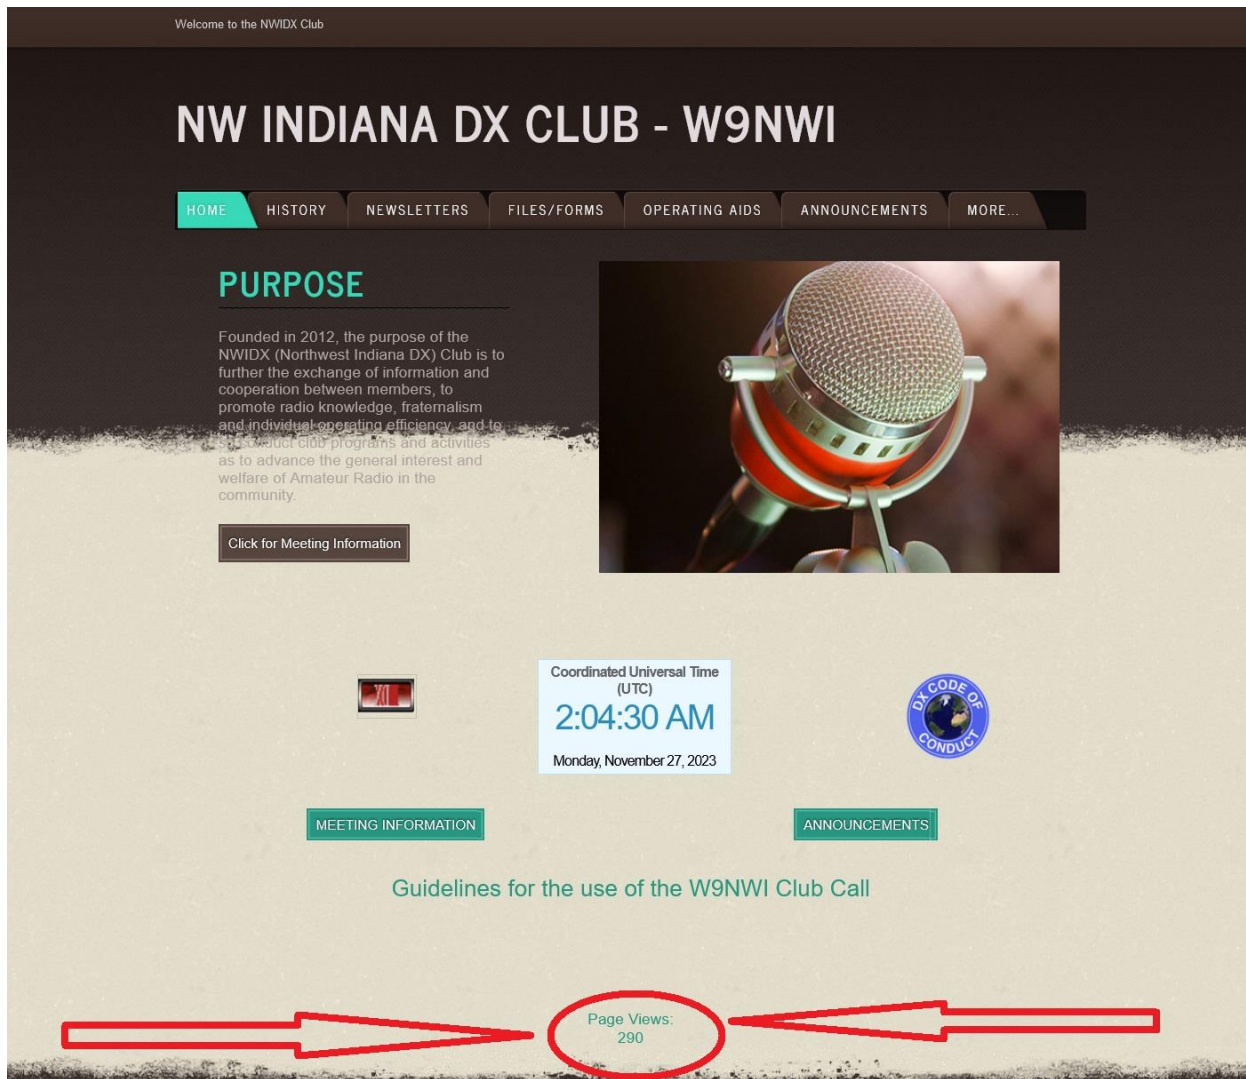 Welcome to the NWIDX Club
NW INDIANA DX CLUB - W9NWI
HOME HISTORY NEWSLETTERS FILES/FORMS OPERATING AIDS ANNOUNCEMENTS MORE...
PURPOSE
Founded in 2012, the purpose of the
NWIDX (Northwest Indiana DX) Club is to
further the exchange of information and
cooperation between members, to
promote radio knowledge, fraternalism
and individual operating efficiency, and to
conduct club programs and activities
as to advance the general interest and
welfare of Amateur Radio in the
community.
Click for Meeting Information
Coordinated Universal Time
(UTC)
2:04:30 AM
Monday, November 27, 2023
DX CODE OF
CONDUCT
MEETING INFORMATION
ANNOUNCEMENTS
Guidelines for the use of the W9NWI Club Call
Page Views:
290